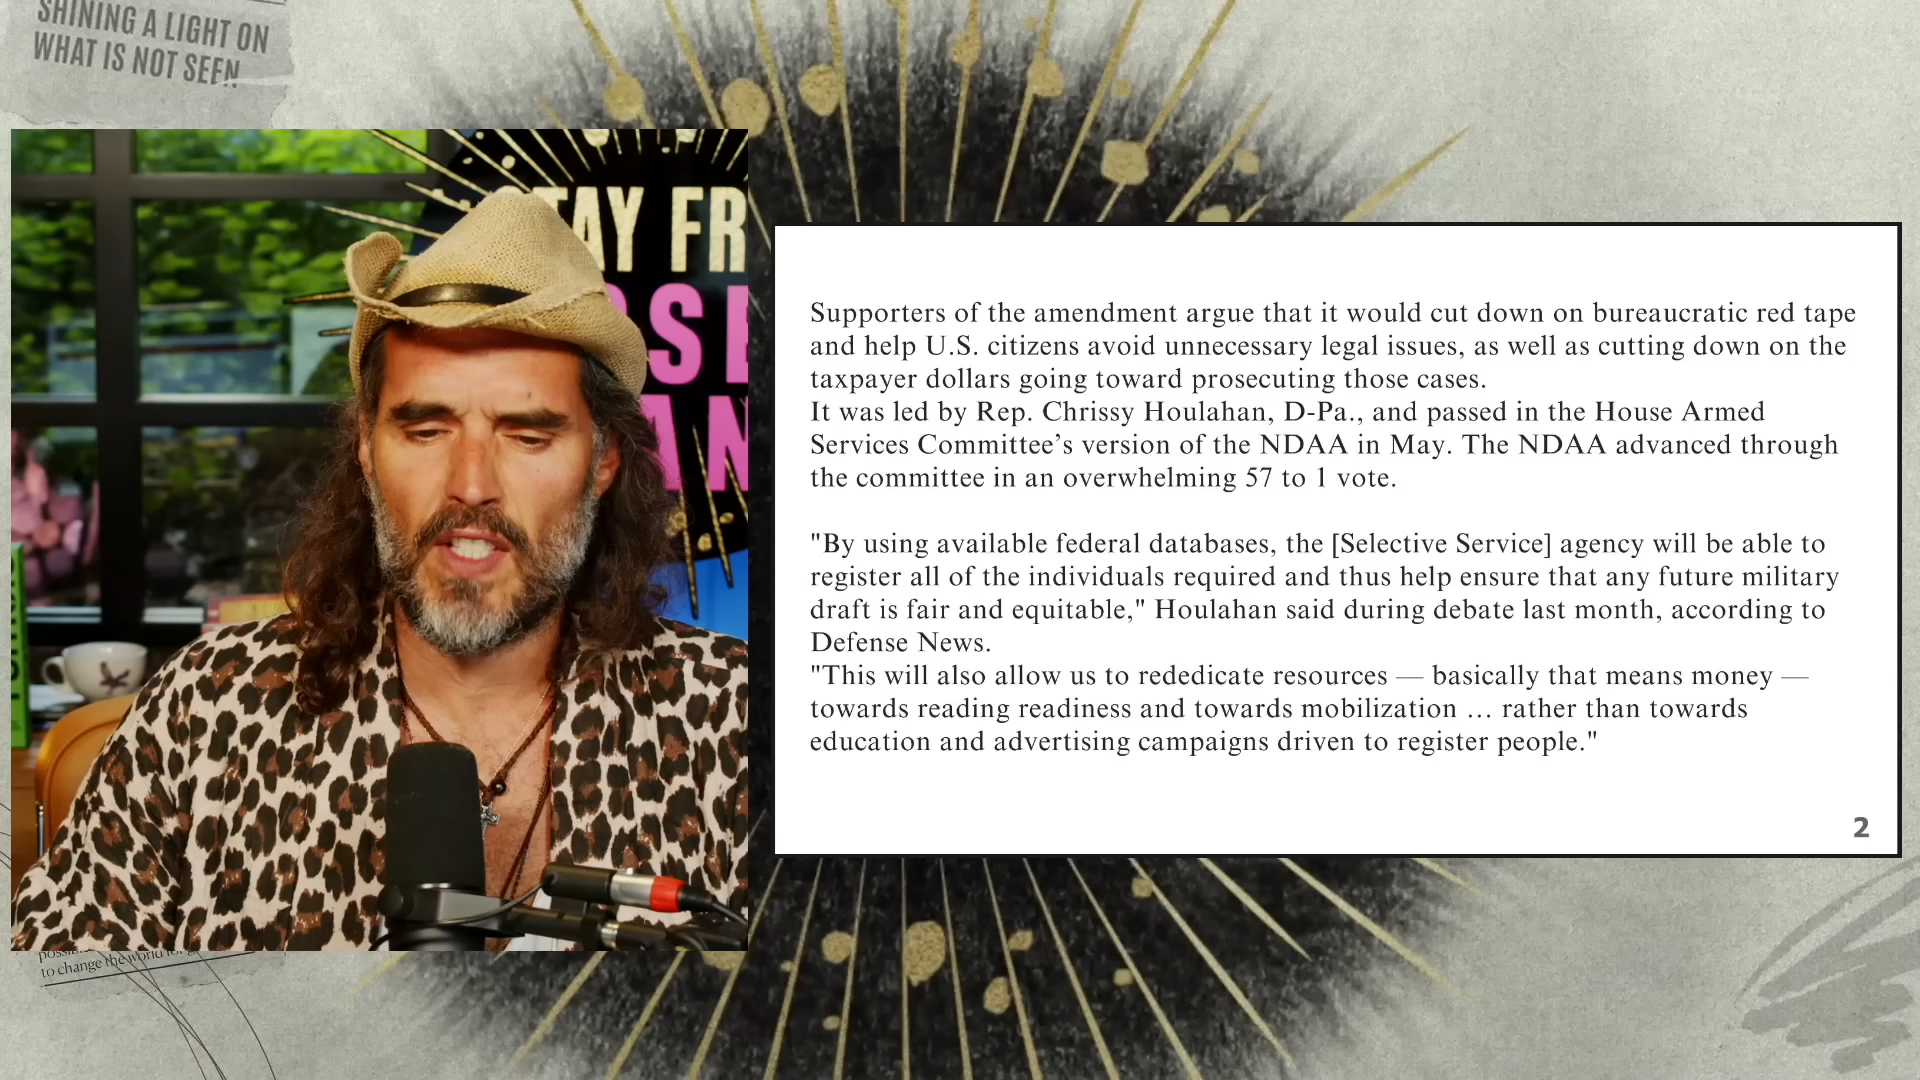 SHINING A LIGHT ON
WHAT IS NOT SEEN
TAY FR
SE
AN
Supporters of the amendment argue that it would cut down on bureaucratic red tape
and help U.S. citizens avoid unnecessary legal issues, as well as cutting down on the
taxpayer dollars going toward prosecuting those cases.
It was led by Rep. Chrissy Houlahan, D-Pa., and passed in the House Armed
Services Committee’s version of the NDAA in May. The NDAA advanced through
the committee in an overwhelming 57 to 1 vote.
"By using available federal databases, the [Selective Service] agency will be able to
register all of the individuals required and thus help ensure that any future military
draft is fair and equitable," Houlahan said during debate last month, according to
Defense News.
"This will also allow us to rededicate resources — basically that means money —
towards reading readiness and towards mobilization … rather than towards
education and advertising campaigns driven to register people."
2
to change the world